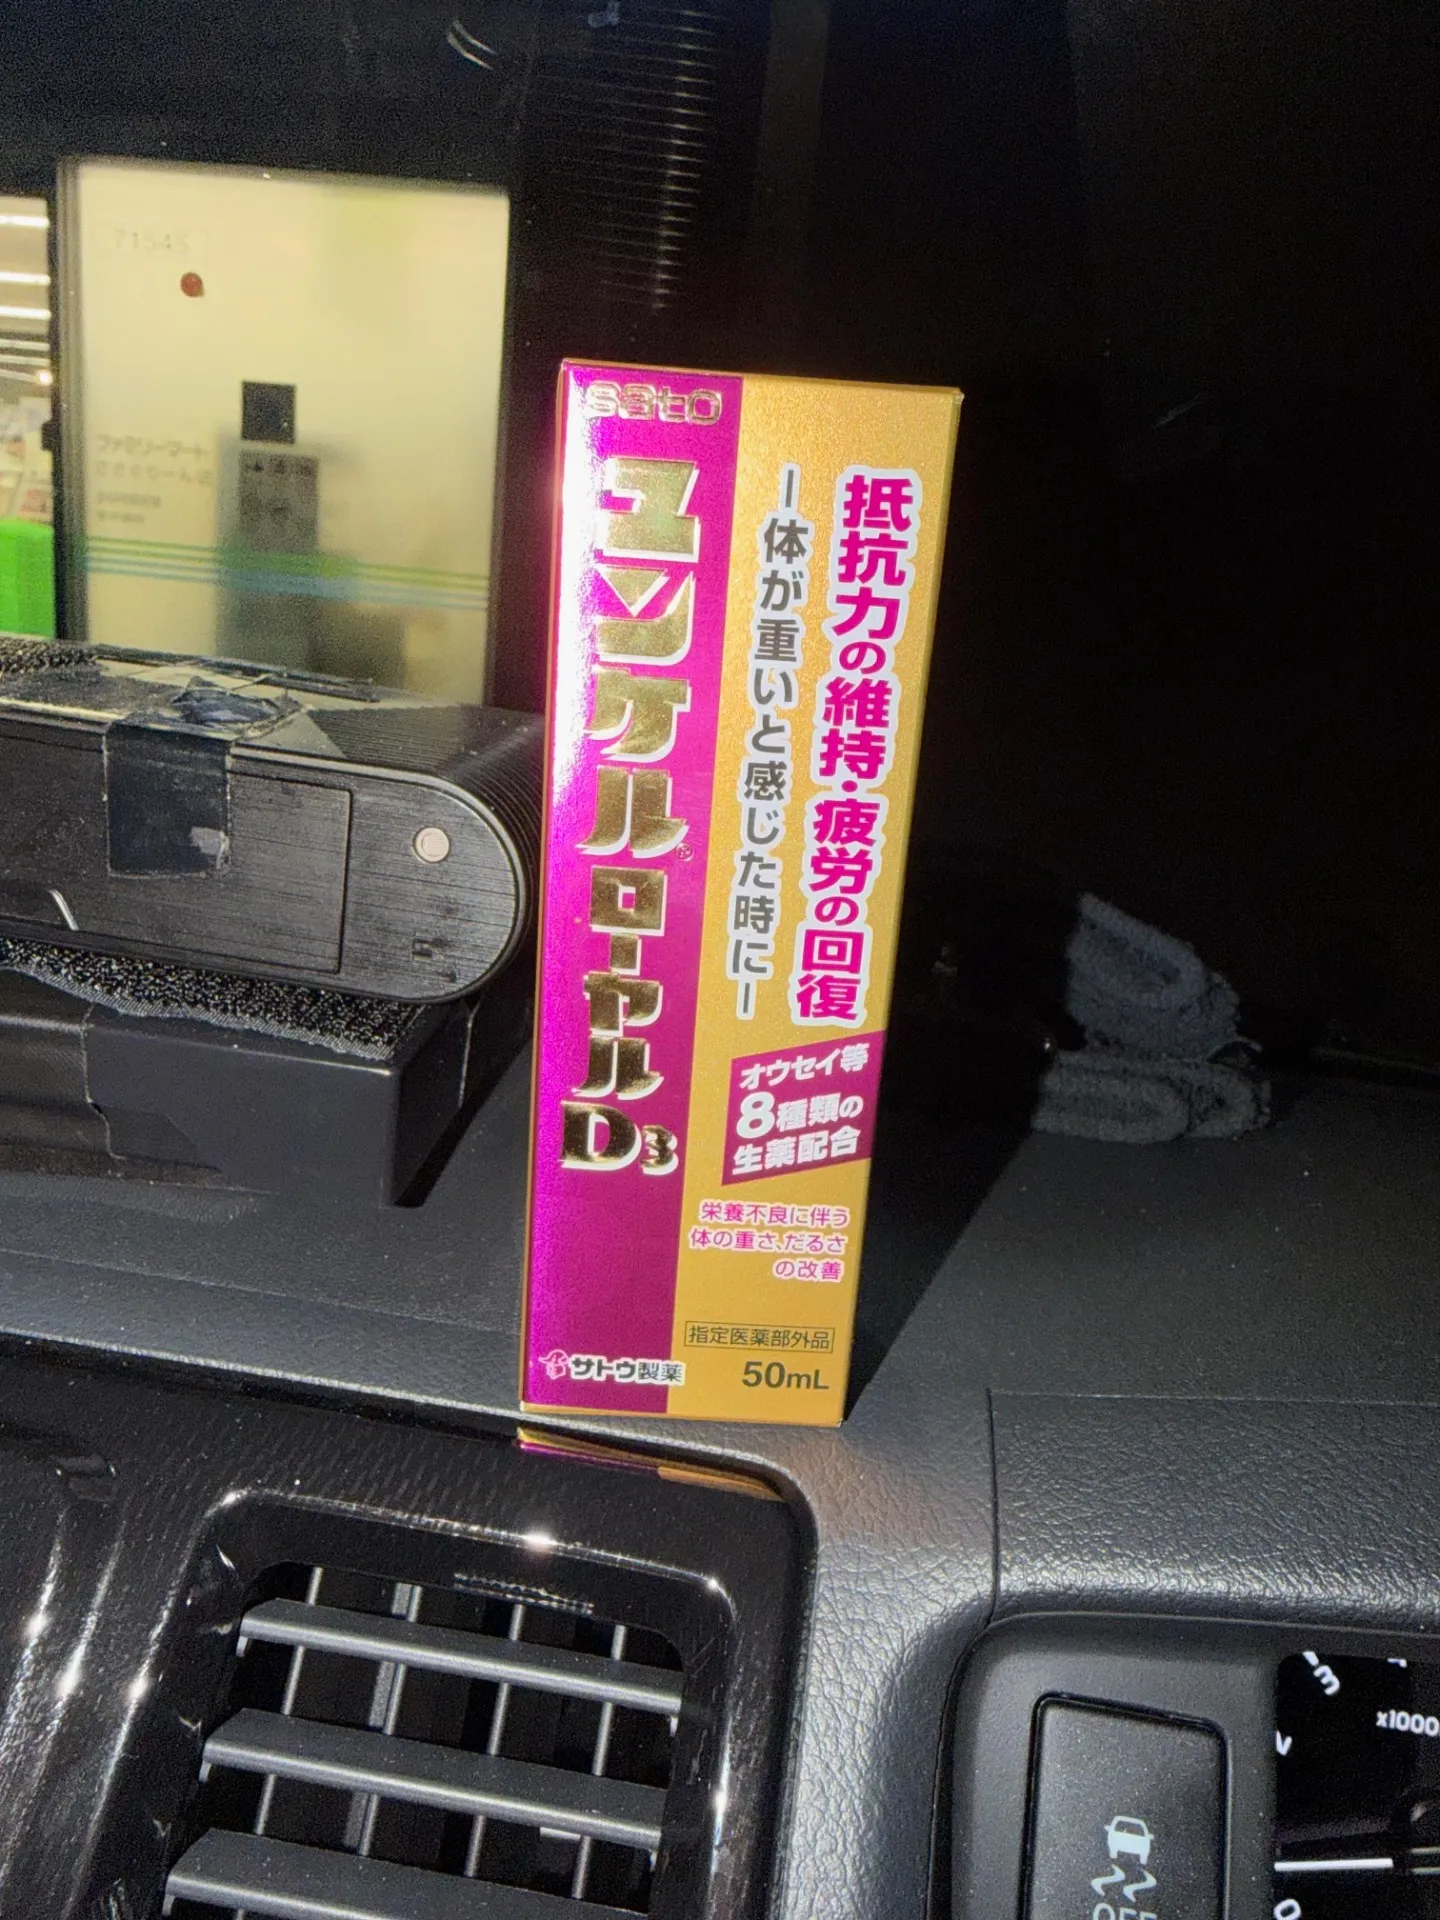 71545
ファミリーマート
sato
ユンケル®
ローヤル
D3
抵抗力の維持・疲労の回復
ー体が重いと感じた時にー
オウセイ等
8種類の
生薬配合
栄養不良に伴う
体の重さ、だるさ
の改善
指定医薬部外品
サトウ製薬
50mL
3
x1000
OFF